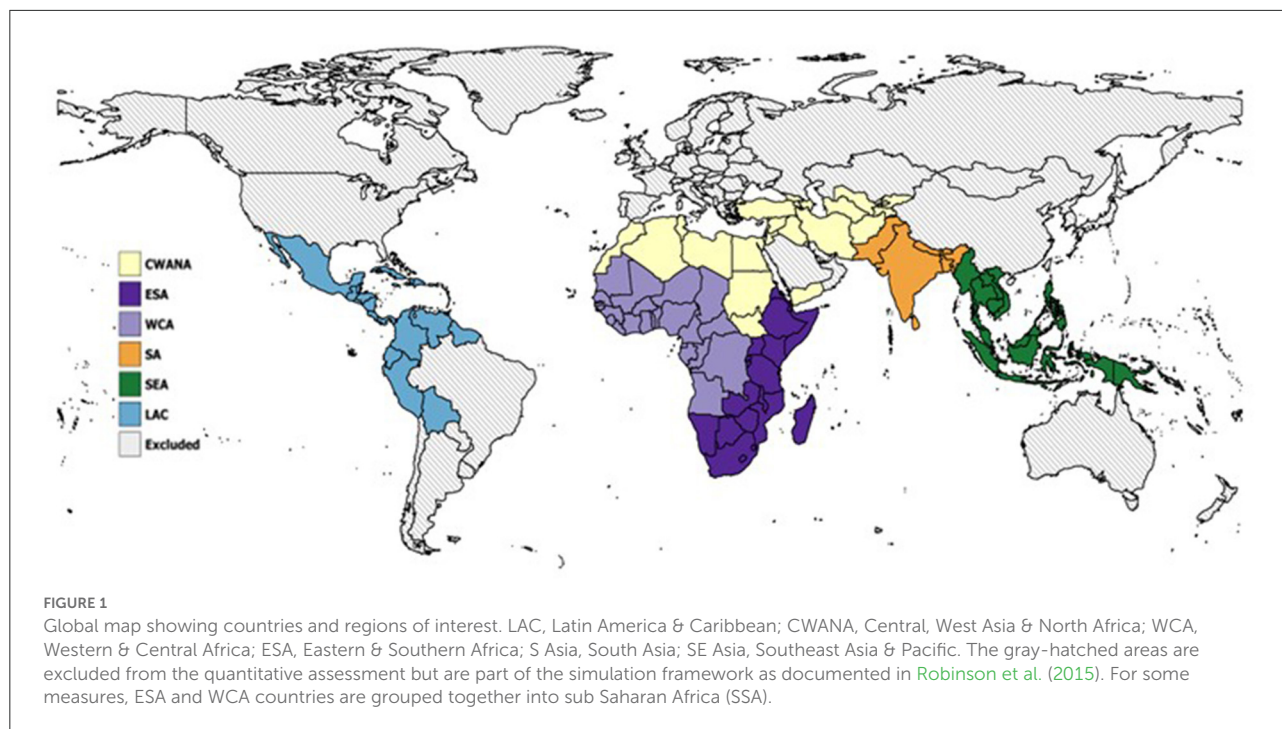 CWANA
ESA
WCA
SA
SEA
LAC
Excluded
FIGURE 1
Global map showing countries and regions of interest. LAC, Latin America & Caribbean; CWANA, Central, West Asia & North Africa; WCA,
Western & Central Africa; ESA, Eastern & Southern Africa; S Asia, South Asia; SE Asia, Southeast Asia & Pacific. The gray-hatched areas are
excluded from the quantitative assessment but are part of the simulation framework as documented in Robinson et al. (2015). For some
measures, ESA and WCA countries are grouped together into sub Saharan Africa (SSA).